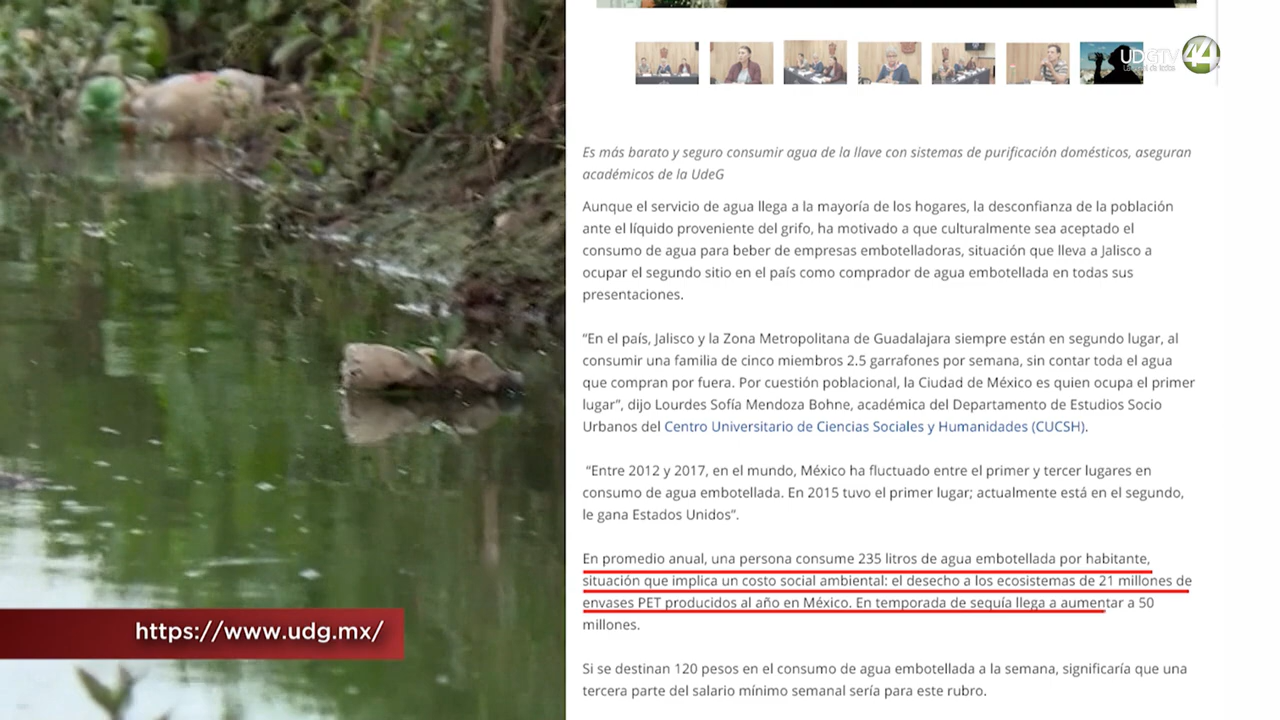 UDGTV 44
Es más barato y seguro consumir agua de la llave con sistemas de purificación domésticos, aseguran
académicos de la UdeG
Aunque el servicio de agua llega a la mayoría de los hogares, la desconfianza de la población
ante el líquido proveniente del grifo, ha motivado a que culturalmente sea aceptado el
consumo de agua para beber de empresas embotelladoras, situación que lleva a Jalisco a
ocupar el segundo sitio en el país como comprador de agua embotellada en todas sus
presentaciones.
“En el país, Jalisco y la Zona Metropolitana de Guadalajara siempre están en segundo lugar, al
consumir una familia de cinco miembros 2.5 garrafones por semana, sin contar toda el agua
que compran por fuera. Por cuestión poblacional, la Ciudad de México es quien ocupa el primer
lugar”, dijo Lourdes Sofía Mendoza Bohne, académica del Departamento de Estudios Socio
Urbanos del Centro Universitario de Ciencias Sociales y Humanidades (CUCSH).
“Entre 2012 y 2017, en el mundo, México ha fluctuado entre el primer y tercer lugares en
consumo de agua embotellada. En 2015 tuvo el primer lugar; actualmente está en el segundo,
le gana Estados Unidos”.
En promedio anual, una persona consume 235 litros de agua embotellada por habitante,
situación que implica un costo social ambiental: el desecho a los ecosistemas de 21 millones de
envases PET producidos al año en México. En temporada de sequía llega a aumentar a 50
millones.
https://www.udg.mx/
Si se destinan 120 pesos en el consumo de agua embotellada a la semana, significaría que una
tercera parte del salario mínimo semanal sería para este rubro.